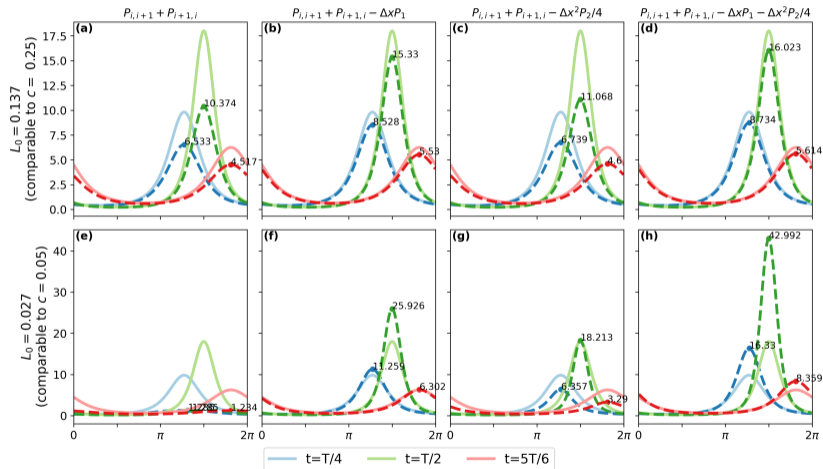 P_{i,i+1} + P_{i+1,i}
P_{i,i+1} + P_{i+1,i} − ΔxP_1
P_{i,i+1} + P_{i+1,i} − Δx²P_2/4
P_{i,i+1} + P_{i+1,i} − ΔxP_1 − Δx²P_2/4
L_0 = 0.137
(comparable to c = 0.25)
17.5
15.0
12.5
10.0
7.5
5.0
2.5
0.0
(a)
10.374
6.533
4.517
(b)
15.33
8.528
5.53
(c)
11.068
6.739
4.6
(d)
16.023
8.734
5.614
L_0 = 0.027
(comparable to c = 0.05)
40
30
20
10
0
(e)
1.234
(f)
25.926
11.259
6.302
(g)
18.213
6.357
3.29
(h)
42.992
16.33
8.359
0 π 2π
0 π 2π
0 π 2π
0 π 2π
t=T/4 t=T/2 t=5T/6